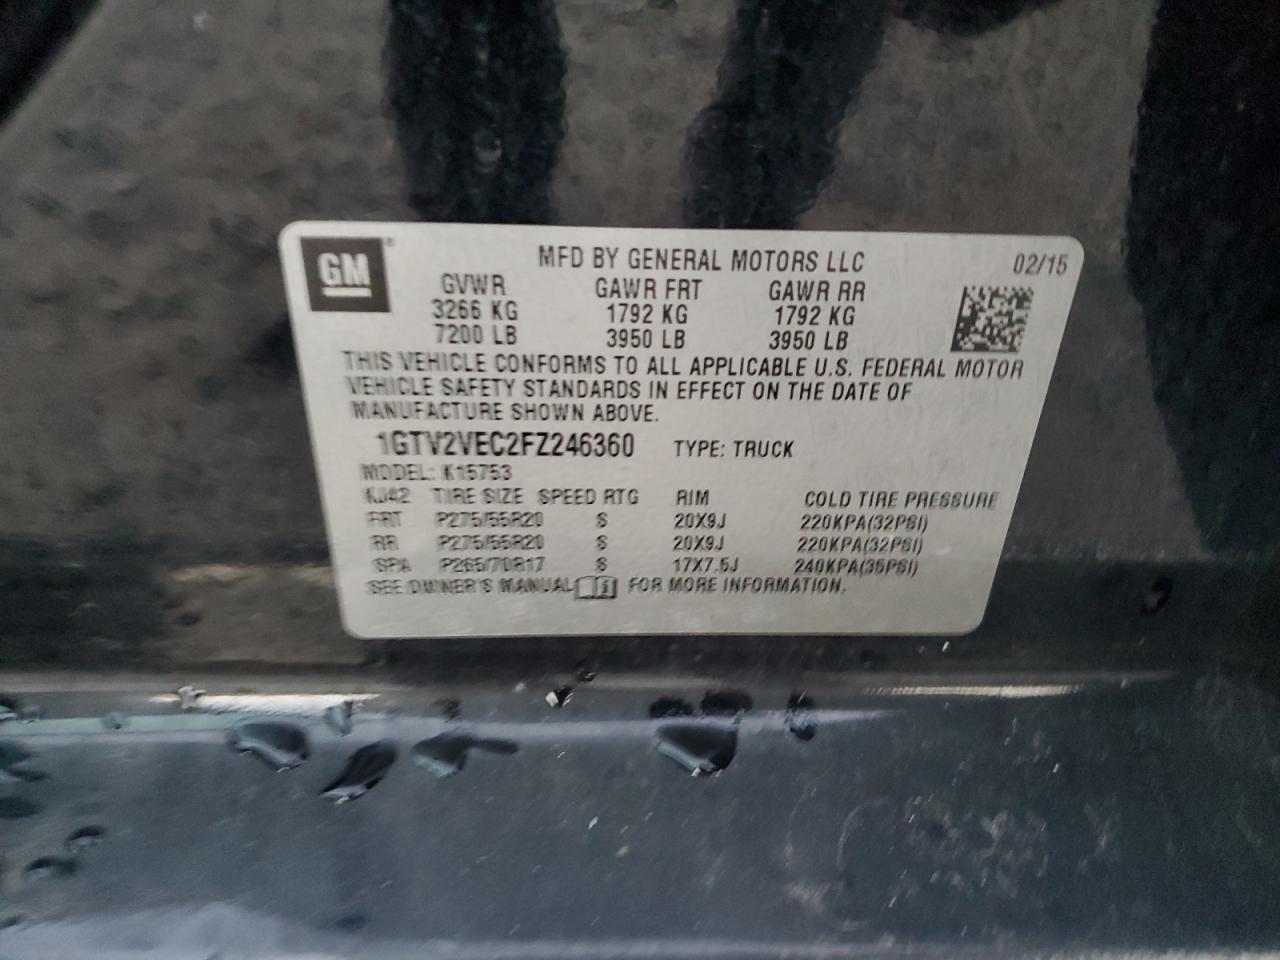 GM
MFD BY GENERAL MOTORS LLC 02/15
GVWR GAWR FRT GAWR RR
3266 KG 1792 KG 1792 KG
7200 LB 3950 LB 3950 LB
THIS VEHICLE CONFORMS TO ALL APPLICABLE U.S. FEDERAL MOTOR
VEHICLE SAFETY STANDARDS IN EFFECT ON THE DATE OF
MANUFACTURE SHOWN ABOVE.
1GTV2VEC2FZ246360 TYPE: TRUCK
MODEL: K15753
KJ42 TIRE SIZE SPEED RTG RIM COLD TIRE PRESSURE
FRT P275/55R20 S 20X9J 220KPA(32PSI)
RR P275/55R20 S 20X9J 220KPA(32PSI)
SPA P265/70R17 S 17X7.5J 240KPA(35PSI)
SEE OWNER'S MANUAL FOR MORE INFORMATION.